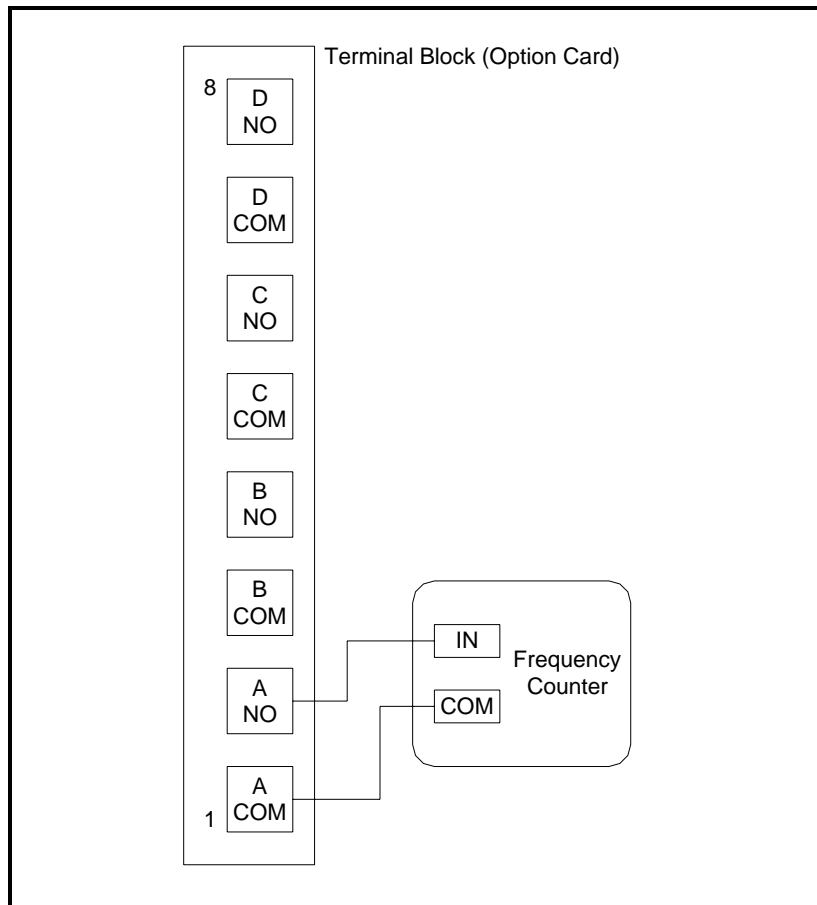 Terminal Block (Option Card)
8
D
NO
D
COM
C
NO
C
COM
B
NO
B
COM
A
NO
A
COM
1
IN
COM
Frequency
Counter